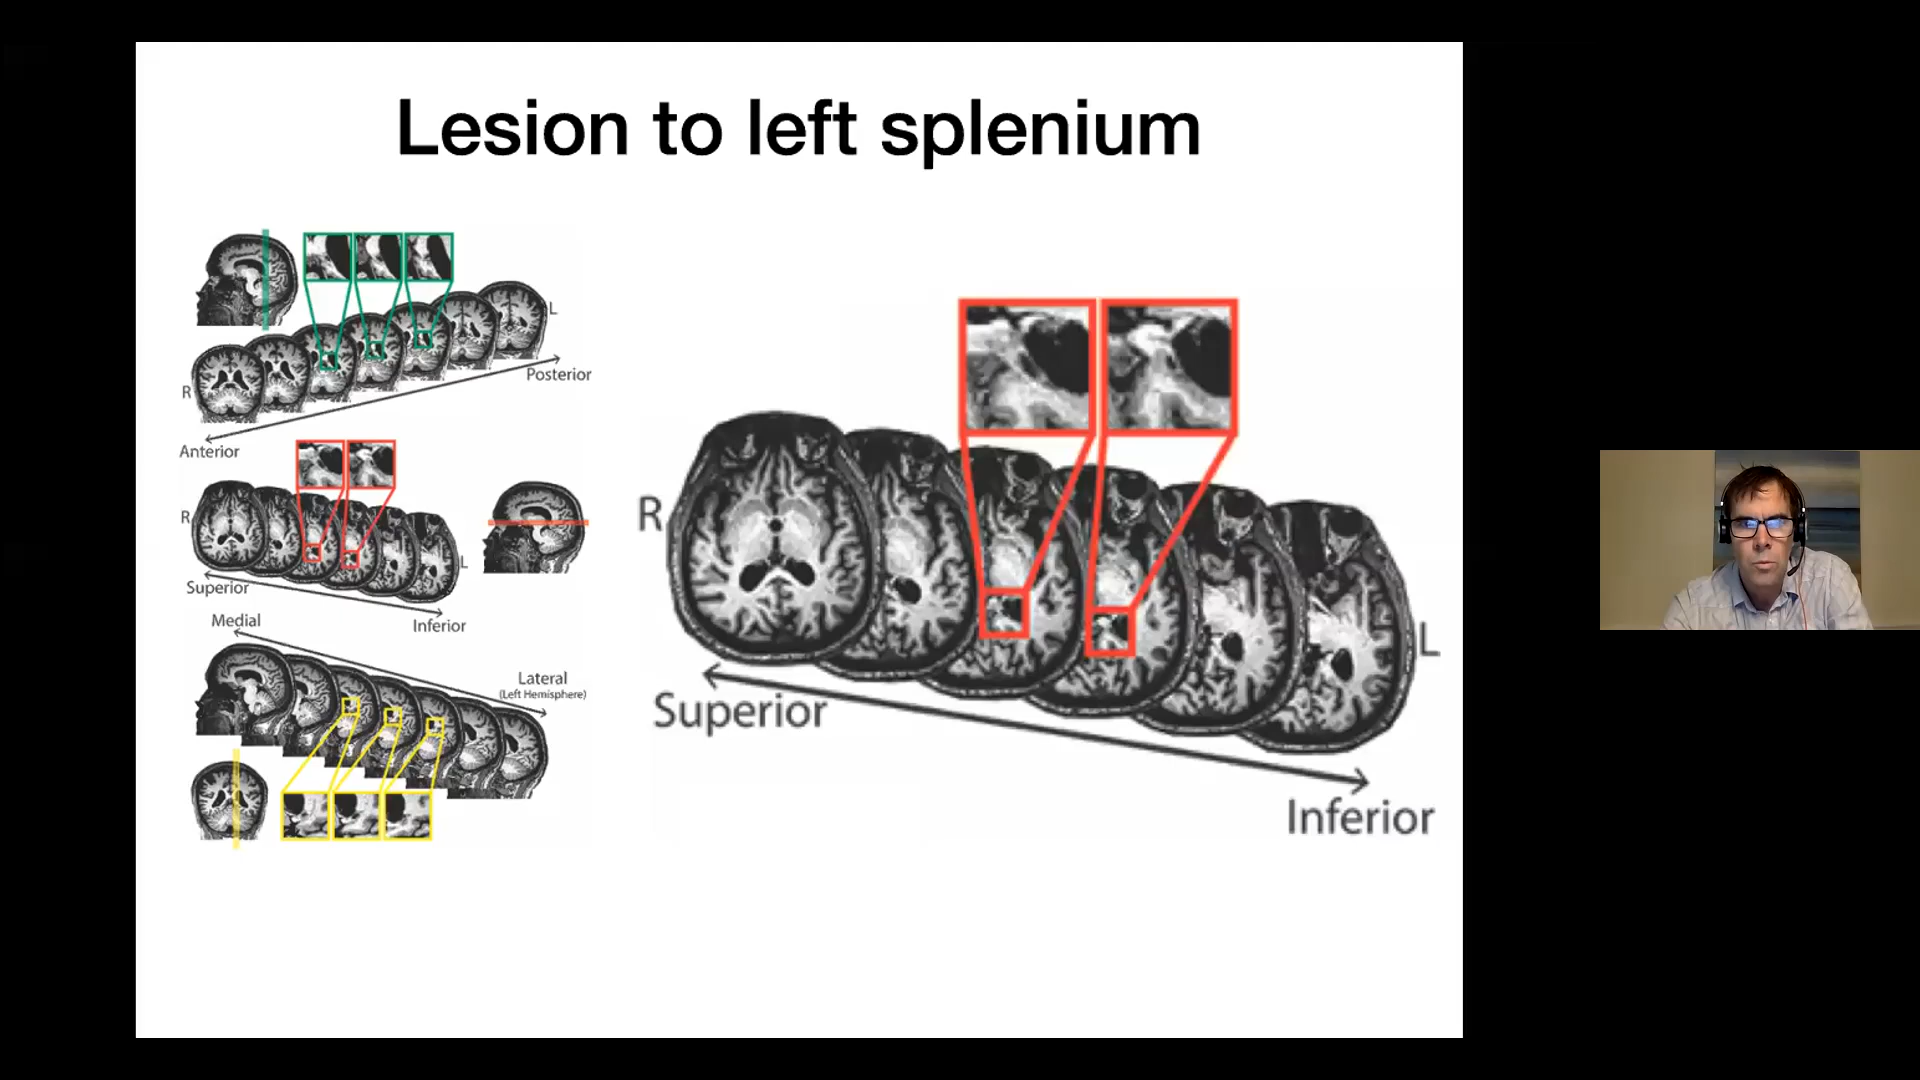 Lesion to left splenium
L
R
Posterior
Anterior
R
L
Superior
Inferior
Medial
Lateral
(Left Hemisphere)
R
L
Superior
Inferior